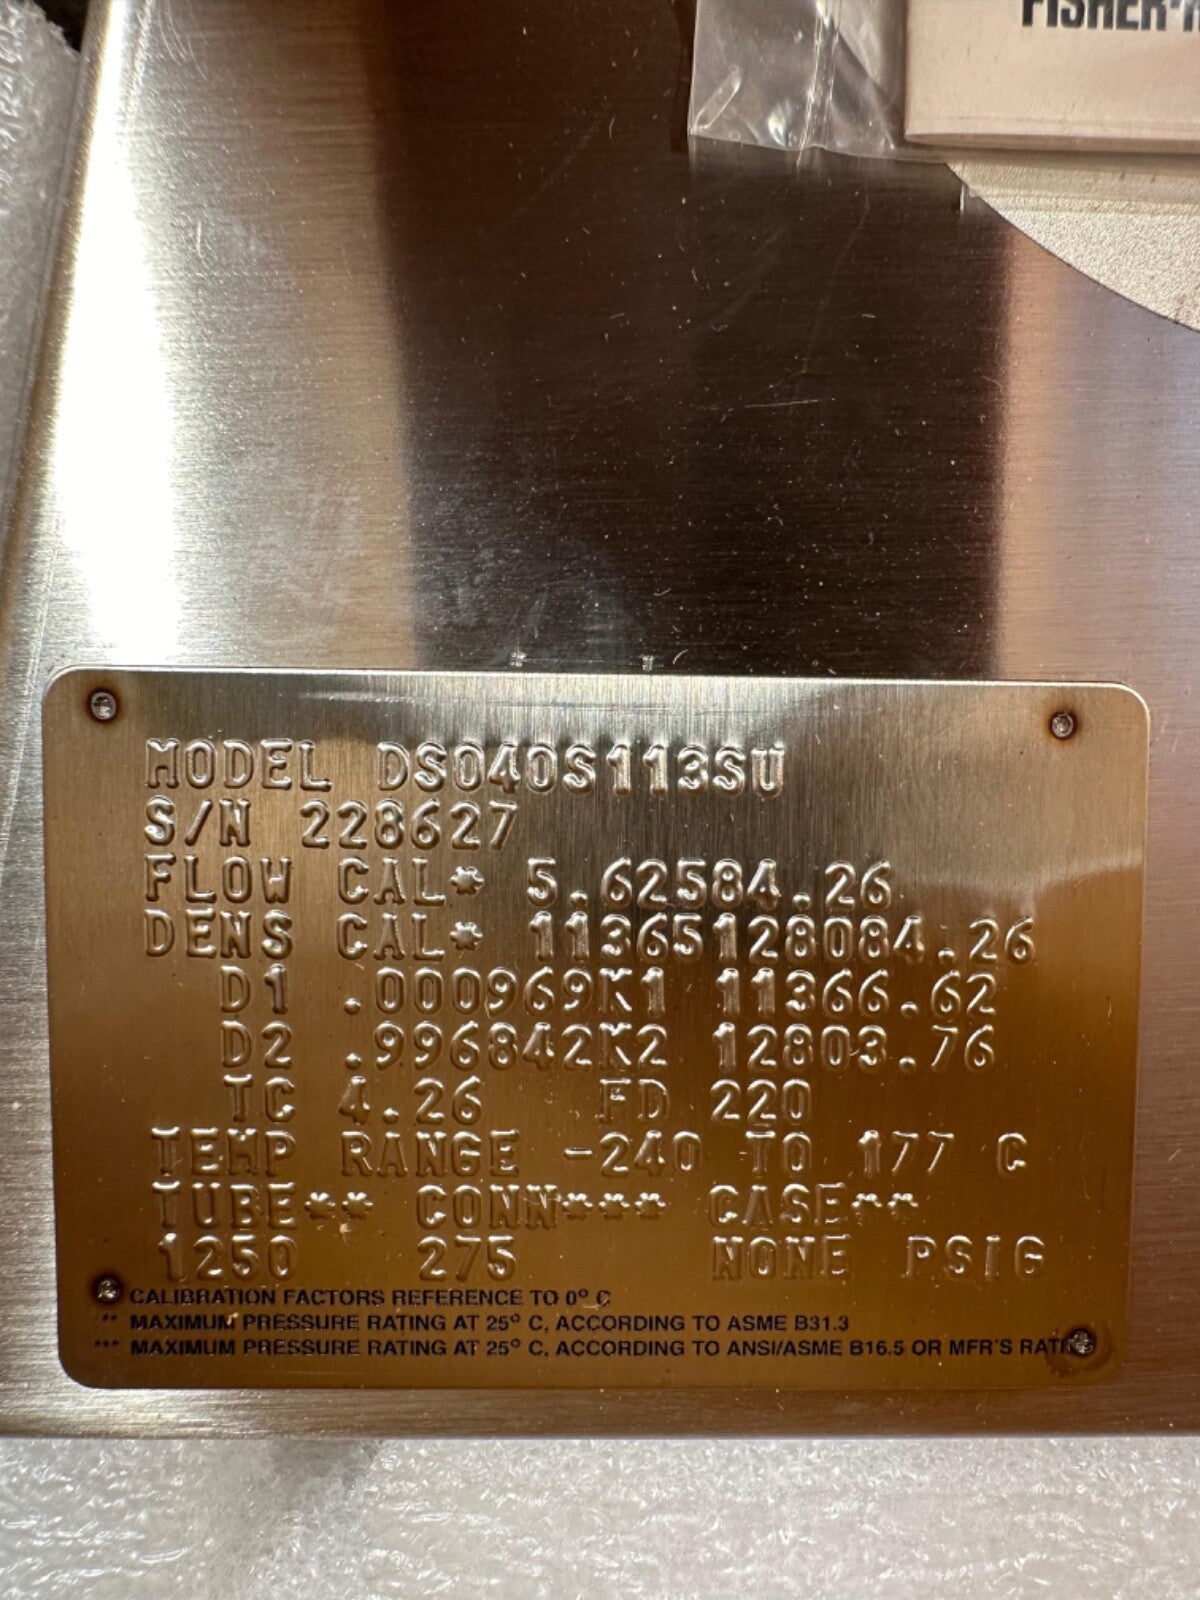 FISHER-R
MODEL DS040S113SU
S/N 228627
FLOW CAL* 5.62584.26
DENS CAL* 11365128084.26
D1 .000969K1 11366.62
D2 .996842K2 12803.76
TC 4.26 FD 220
TEMP RANGE -240 TO 177 C
TUBE** CONN*** CASE**
1250 275 NONE PSIG
CALIBRATION FACTORS REFERENCE TO 0° C
** MAXIMUM PRESSURE RATING AT 25° C, ACCORDING TO ASME B31.3
*** MAXIMUM PRESSURE RATING AT 25° C, ACCORDING TO ANSI/ASME B16.5 OR MFR'S RATING